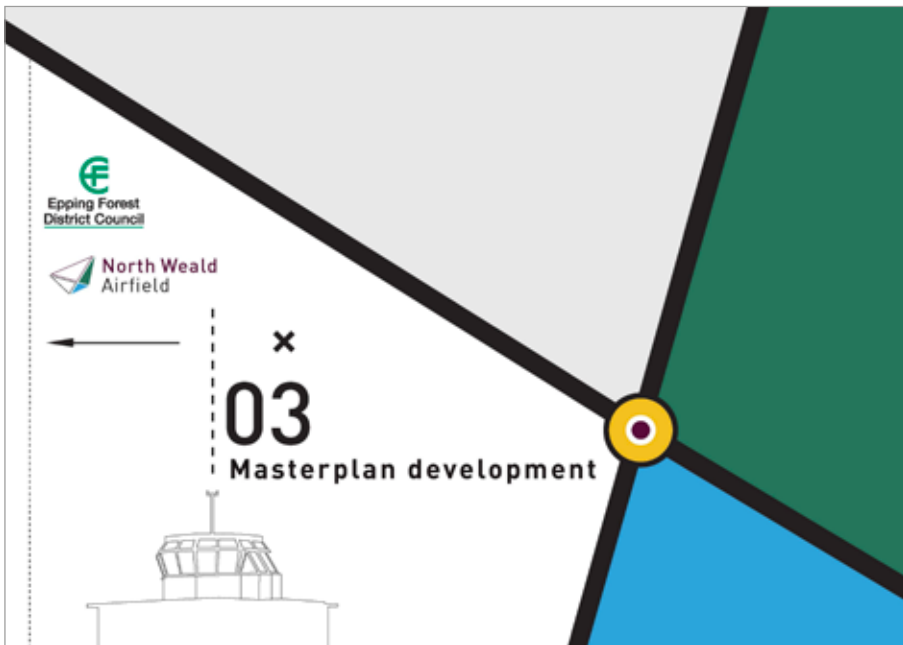 Epping Forest
District Council
North Weald
Airfield
03
Masterplan development